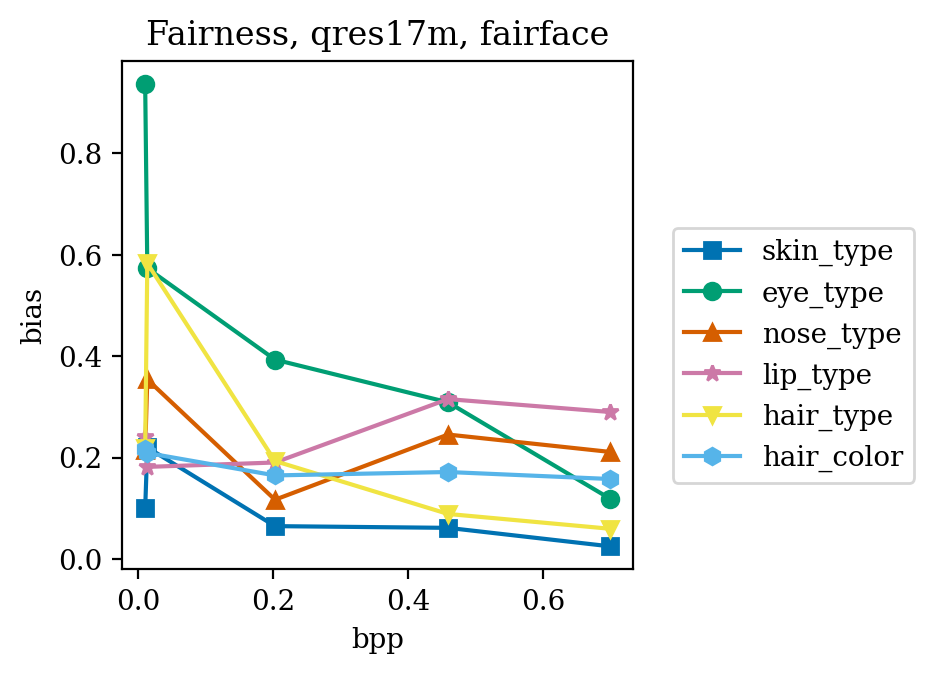 Fairness, qres17m, fairface
bias
0.8
0.6
0.4
0.2
0.0
0.0 0.2 0.4 0.6
bpp
skin_type
eye_type
nose_type
lip_type
hair_type
hair_color